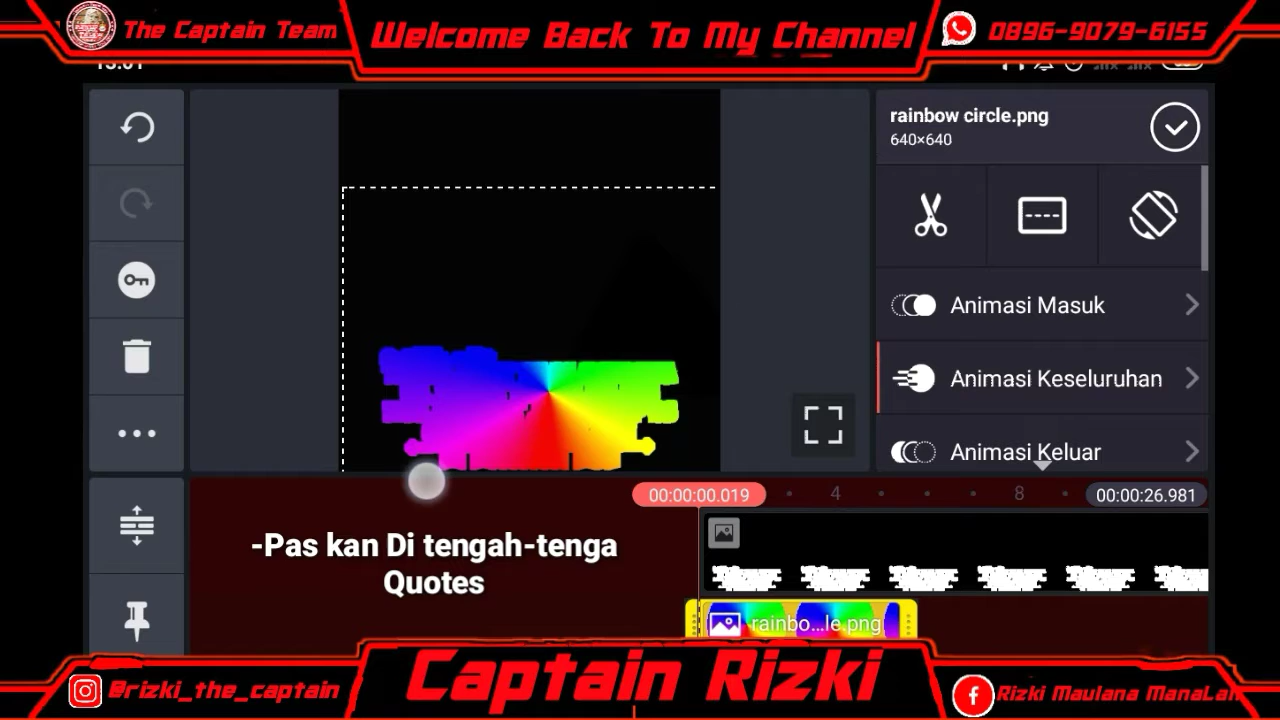 The Captain Team
Welcome Back To My Channel
0896-9079-6155
rainbow circle.png
640×640
Animasi Masuk
Animasi Keseluruhan
Animasi Keluar
00:00:00.019
4
8
00:00:26.981
-Pas kan Di tengah-tenga
Quotes
rainbo...le.png
@rizki_the_captain
Captain Rizki
Rizki Maulana ManaLah